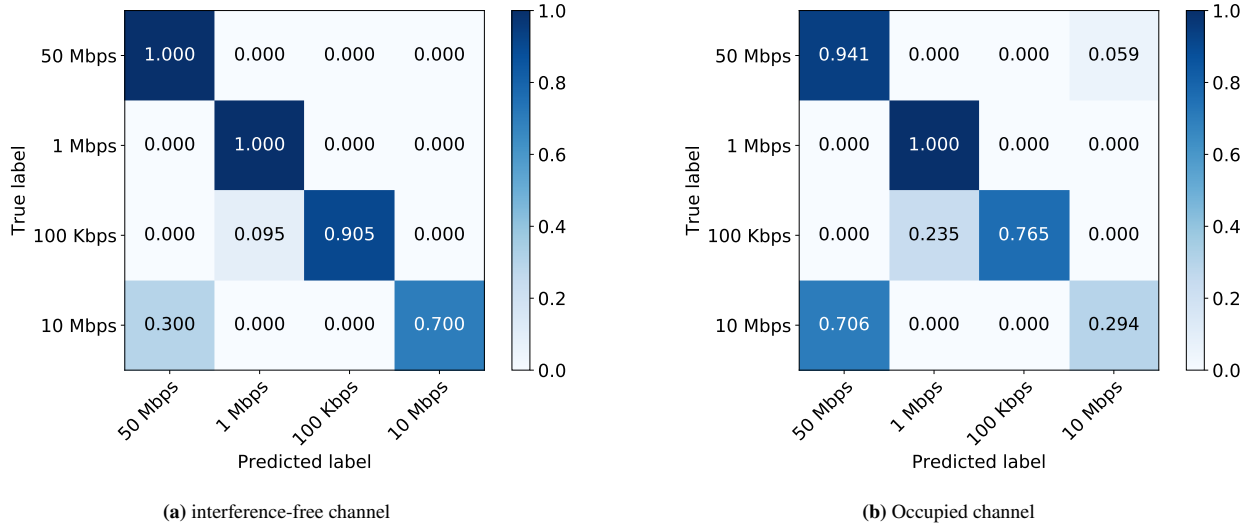 50 Mbps 1.000 0.000 0.000 0.000
1 Mbps 0.000 1.000 0.000 0.000
100 Kbps 0.000 0.095 0.905 0.000
10 Mbps 0.300 0.000 0.000 0.700
True label
50 Mbps 1 Mbps 100 Kbps 10 Mbps
Predicted label
1.0
0.8
0.6
0.4
0.2
0.0
(a) interference-free channel
50 Mbps 0.941 0.000 0.000 0.059
1 Mbps 0.000 1.000 0.000 0.000
100 Kbps 0.000 0.235 0.765 0.000
10 Mbps 0.706 0.000 0.000 0.294
True label
50 Mbps 1 Mbps 100 Kbps 10 Mbps
Predicted label
1.0
0.8
0.6
0.4
0.2
0.0
(b) Occupied channel